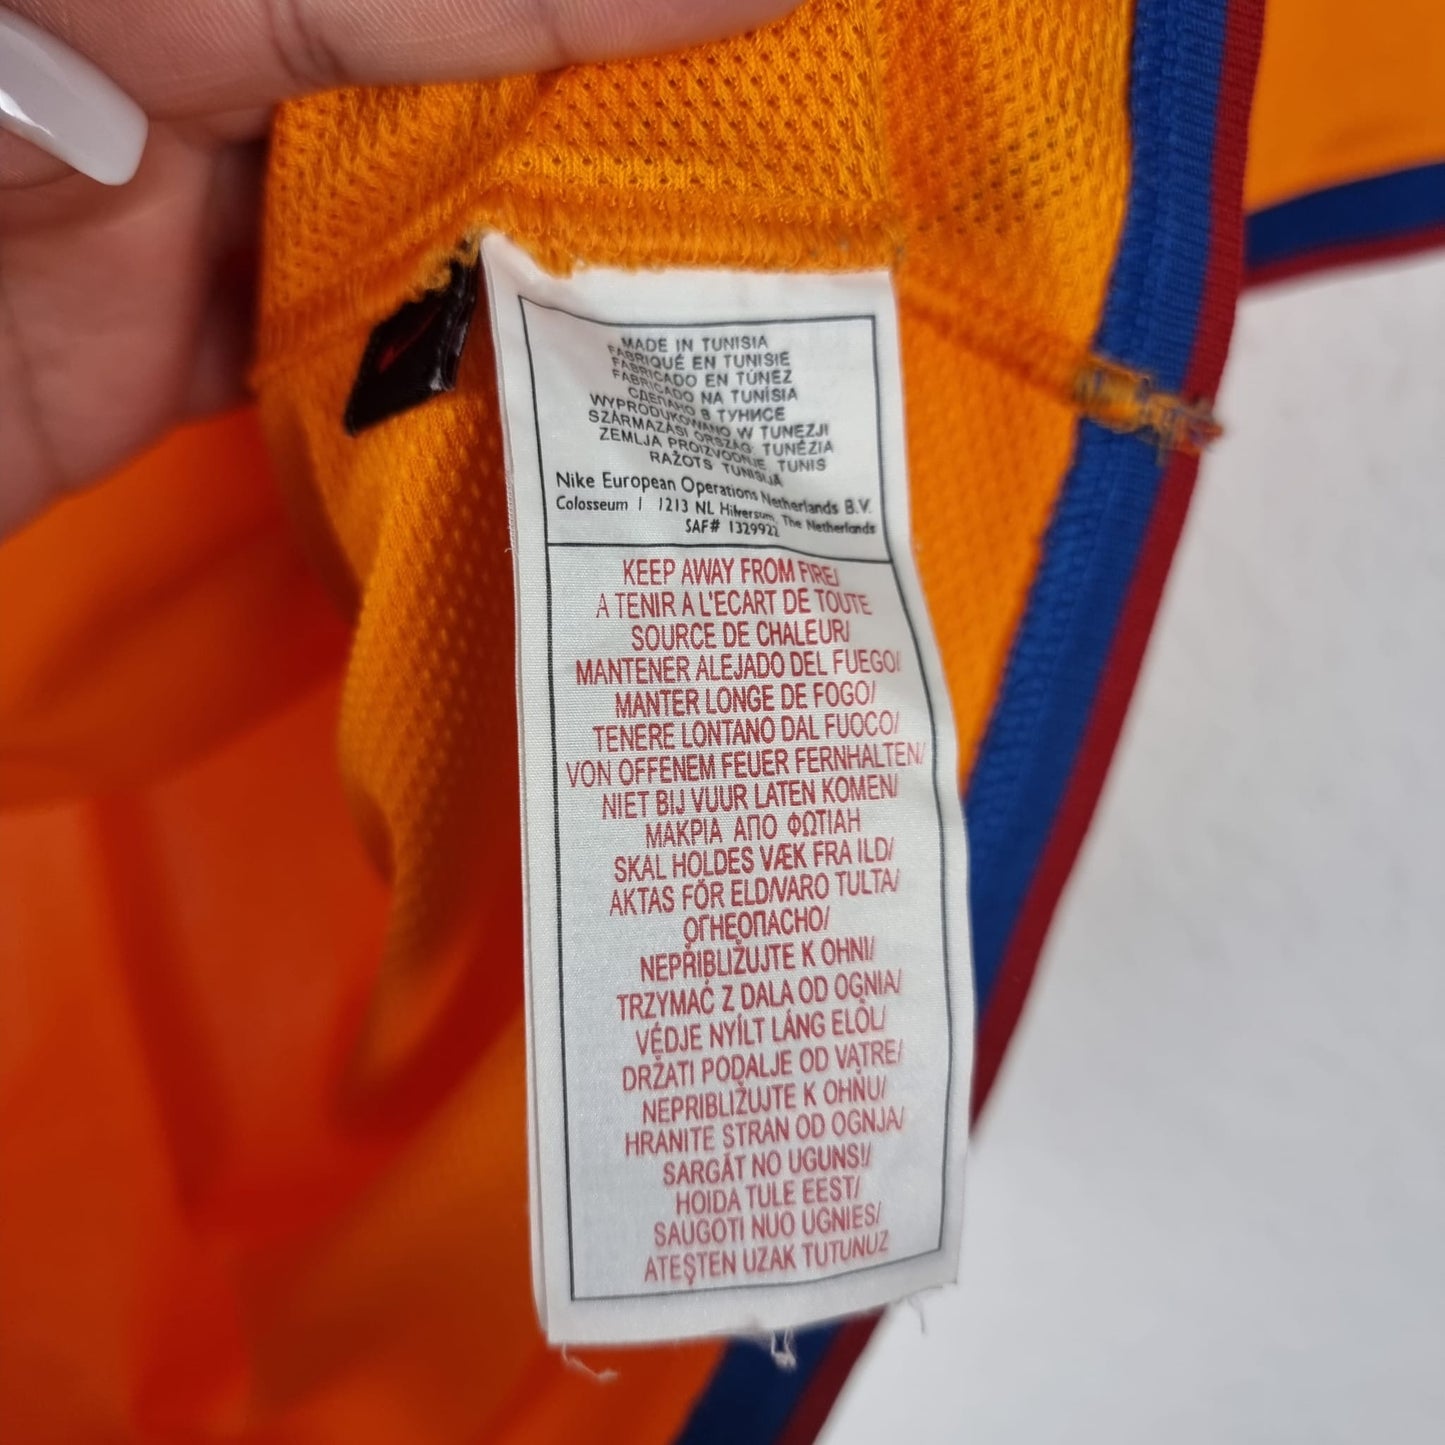 MADE IN TUNISIA
FABRIQUÉ EN TUNISIE
FABRICADO EN TÚNEZ
FABRICADO NA TUNÍSIA
СДЕЛАНО В ТУНИСЕ
WYPRODUKOWANO W TUNEZJI
SZÁRMAZÁSI ORSZÁG: TUNÉZIA
ZEMLJA PROIZVODNJE TUNIS
RAŽOTS TUNISIJA
Nike European Operations Netherlands B.V.
Colosseum 1 1213 NL Hilversum, The Netherlands
SAF# 1329922
KEEP AWAY FROM FIRE/
A TENIR A L'ECART DE TOUTE
SOURCE DE CHALEUR/
MANTENER ALEJADO DEL FUEGO/
MANTER LONGE DE FOGO/
TENERE LONTANO DAL FUOCO/
VON OFFENEM FEUER FERNHALTEN/
NIET BIJ VUUR LATEN KOMEN/
ΜΑΚΡΙΑ ΑΠΟ ΦΩΤΙΑΗ
SKAL HOLDES VÆK FRA ILD/
AKTAS FÖR ELD/VARO TULTA/
ОГНЕОПАСНО/
NEPŘIBLIŽUJTE K OHNI/
TRZYMAĆ Z DALA OD OGNIA/
VÉDJE NYÍLT LÁNG ELÖL/
DRŽATI PODALJE OD VATRE/
NEPRIBLIŽUJTE K OHŇU/
HRANITE STRAN OD OGNJA/
SARGĀT NO UGUNS!/
HOIDA TULE EEST/
SAUGOTI NUO UGNIES/
ATEŞTEN UZAK TUTUNUZ